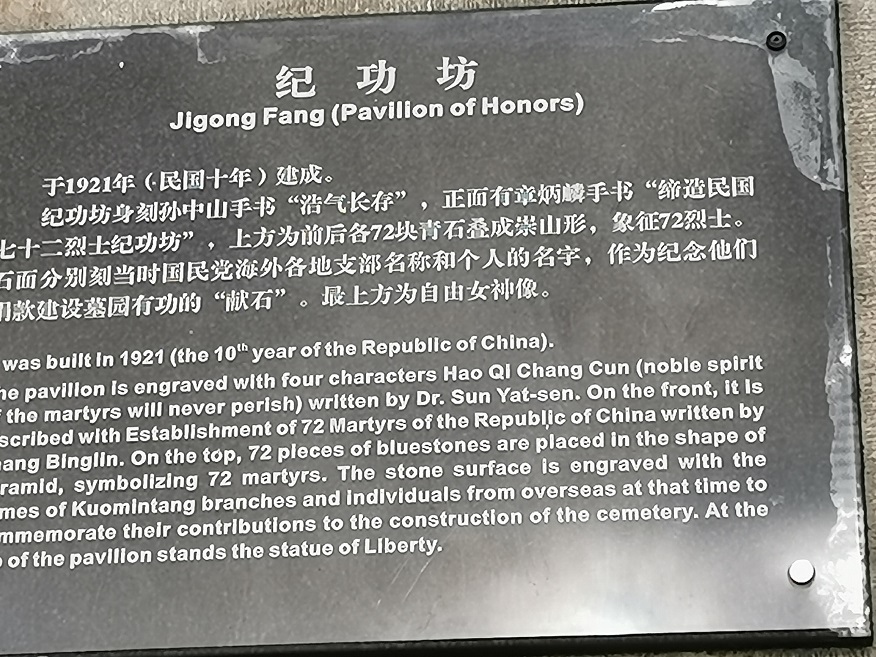 纪功坊
Jigong Fang (Pavilion of Honors)
于1921年（民国十年）建成。
纪功坊身刻孙中山手书“浩气长存”，正面有章炳麟手书“缔造民国
七十二烈士纪功坊”，上方为前后各72块青石叠成崇山形，象征72烈士。
石面分别刻当时国民党海外各地支部名称和个人的名字，作为纪念他们
款建设墓园有功的“献石”。最上方为自由女神像。
was built in 1921 (the 10th year of the Republic of China).
he pavilion is engraved with four characters Hao Qi Chang Cun (noble spirit
the martyrs will never perish) written by Dr. Sun Yat-sen. On the front, it is
scribed with Establishment of 72 Martyrs of the Republic of China written by
ang Binglin. On the top, 72 pieces of bluestones are placed in the shape of
ramid, symbolizing 72 martyrs. The stone surface is engraved with the
mes of Kuomintang branches and individuals from overseas at that time to
mmemorate their contributions to the construction of the cemetery. At the
of the pavilion stands the statue of Liberty.